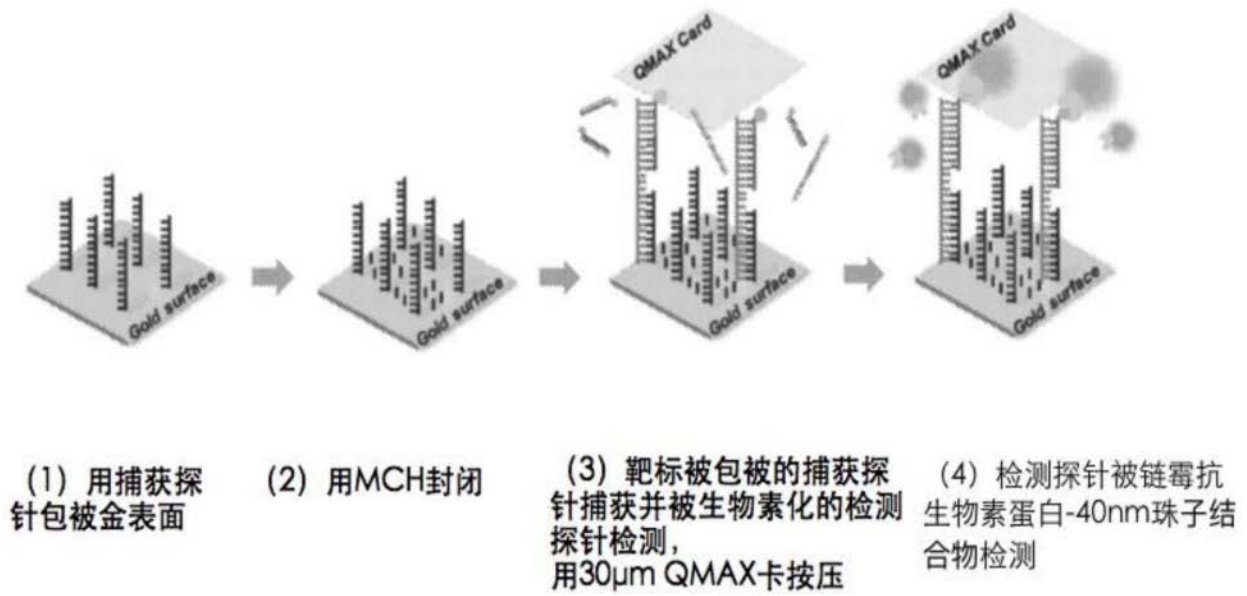 QMAX Card
QMAX Card
Gold surface
Gold surface
Gold surface
Gold surface
(1) 用捕获探
针包被金表面
(2) 用MCH封闭
(3) 靶标被包被的捕获探
针捕获并被生物素化的检测
探针检测，
用30μm QMAX卡按压
(4) 检测探针被链霉抗
生物素蛋白-40nm珠子结
合物检测